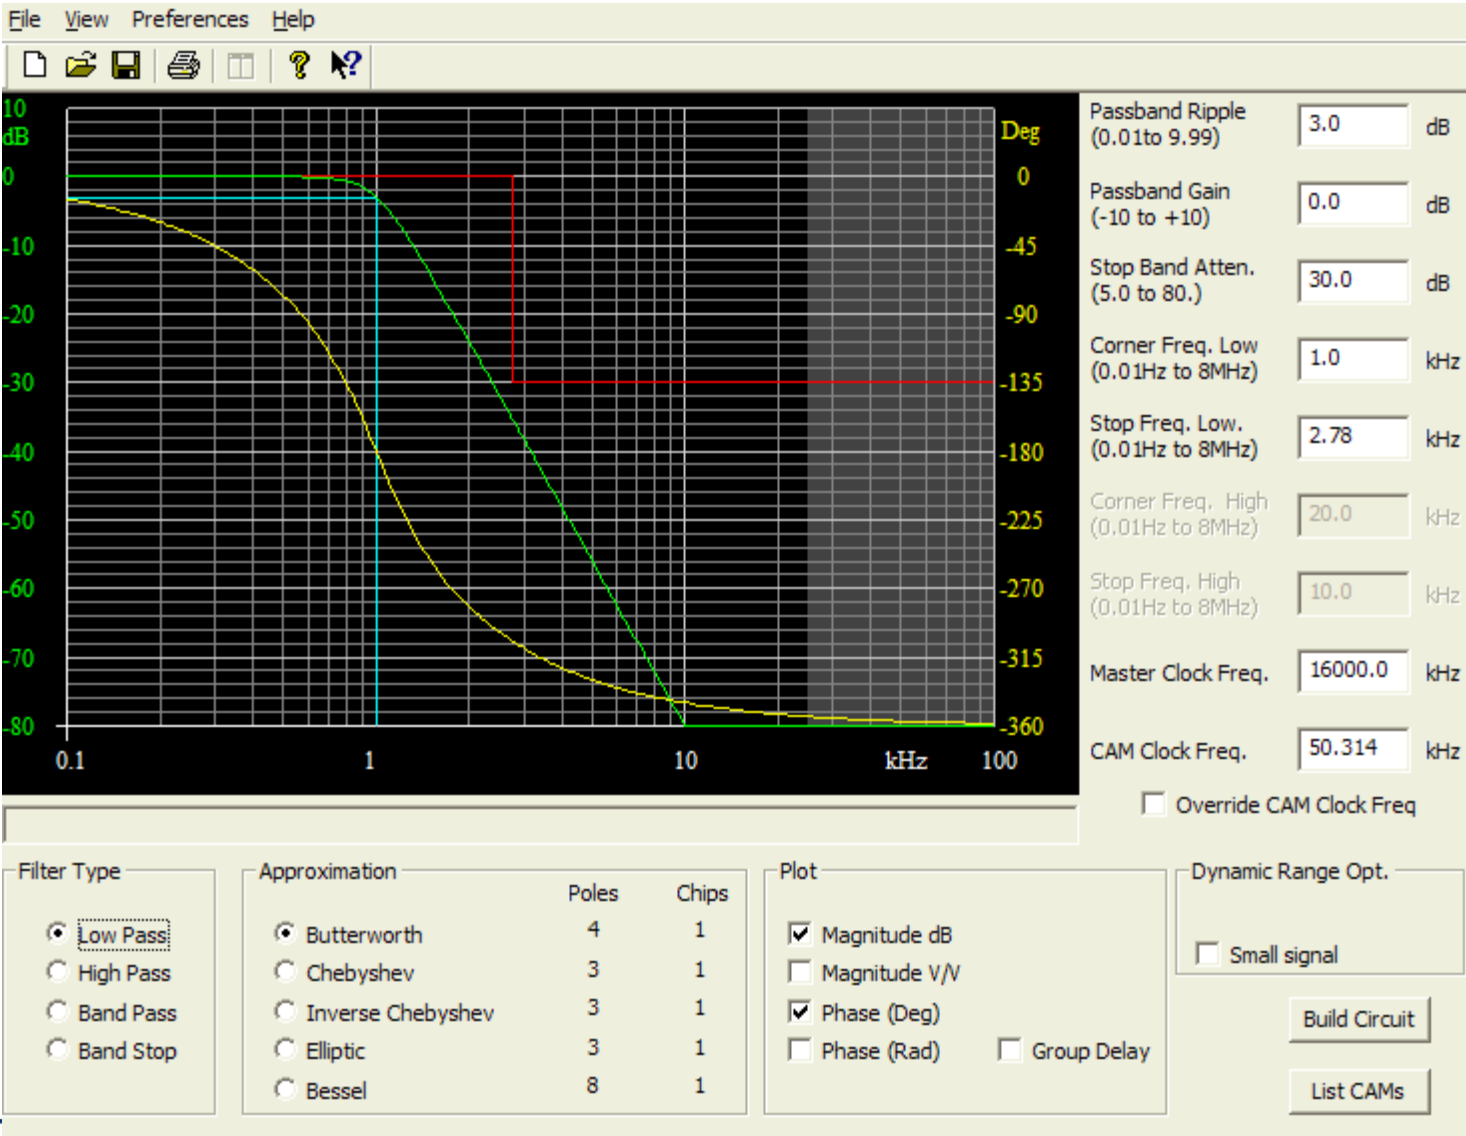 File View Preferences Help
10
dB
0
-10
-20
-30
-40
-50
-60
-70
-80
Deg
0
-45
-90
-135
-180
-225
-270
-315
-360
0.1 1 10 kHz 100
Passband Ripple
(0.01to 9.99)
3.0 dB
Passband Gain
(-10 to +10)
0.0 dB
Stop Band Atten.
(5.0 to 80.)
30.0 dB
Corner Freq. Low
(0.01Hz to 8MHz)
1.0 kHz
Stop Freq. Low.
(0.01Hz to 8MHz)
2.78 kHz
Corner Freq. High
(0.01Hz to 8MHz)
20.0 kHz
Stop Freq. High
(0.01Hz to 8MHz)
10.0 kHz
Master Clock Freq. 16000.0 kHz
CAM Clock Freq. 50.314 kHz
Override CAM Clock Freq
Filter Type
Low Pass
High Pass
Band Pass
Band Stop
Approximation
Poles Chips
Butterworth 4 1
Chebyshev 3 1
Inverse Chebyshev 3 1
Elliptic 3 1
Bessel 8 1
Plot
Magnitude dB
Magnitude V/V
Phase (Deg)
Phase (Rad) Group Delay
Dynamic Range Opt.
Small signal
Build Circuit
List CAMs